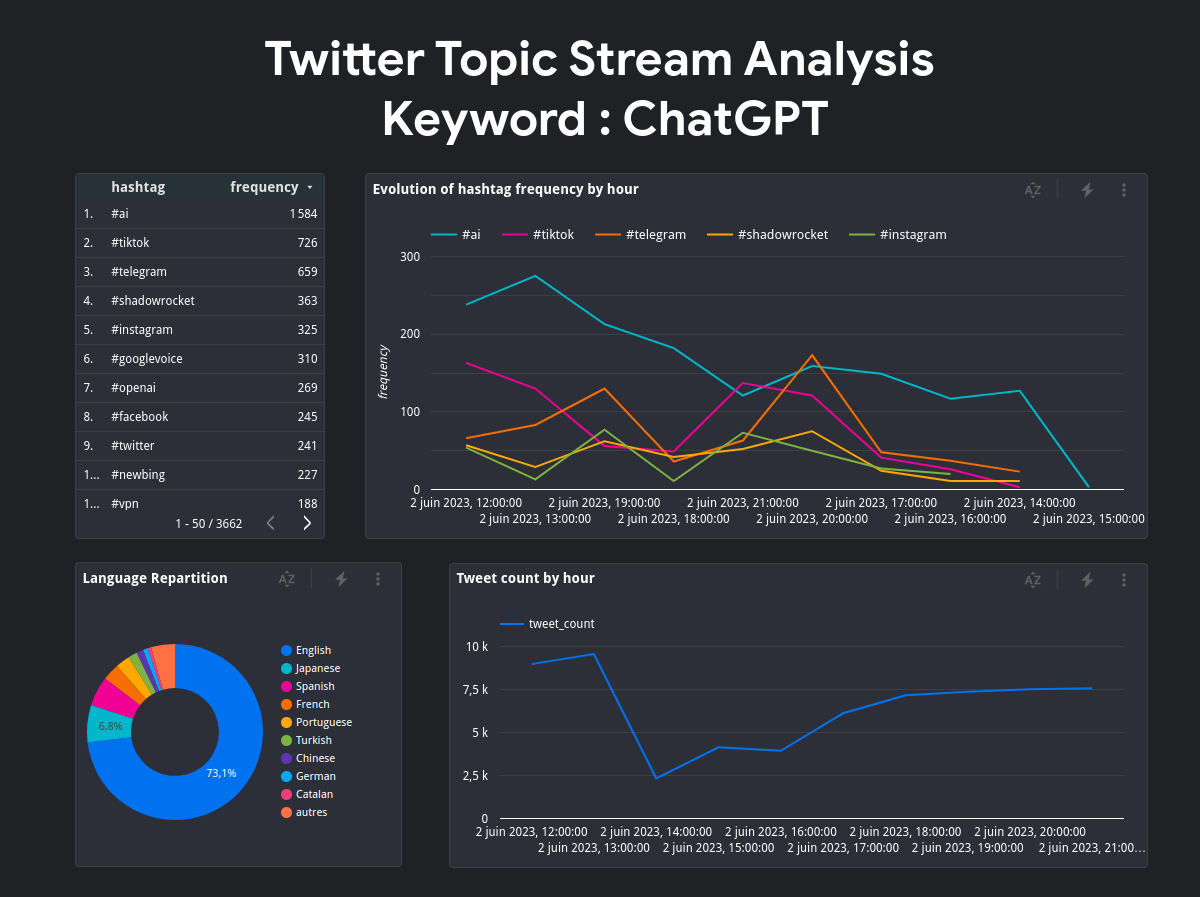 Twitter Topic Stream Analysis
Keyword : ChatGPT
hashtag frequency
1. #ai 1 584
2. #tiktok 726
3. #telegram 659
4. #shadowrocket 363
5. #instagram 325
6. #googlevoice 310
7. #openai 269
8. #facebook 245
9. #twitter 241
1... #newbing 227
1... #vpn 188
1 - 50 / 3662
Evolution of hashtag frequency by hour
AZ
#ai #tiktok #telegram #shadowrocket #instagram
300
200
100
0
frequency
2 juin 2023, 12:00:00 2 juin 2023, 19:00:00 2 juin 2023, 21:00:00 2 juin 2023, 17:00:00 2 juin 2023, 14:00:00
2 juin 2023, 13:00:00 2 juin 2023, 18:00:00 2 juin 2023, 20:00:00 2 juin 2023, 16:00:00 2 juin 2023, 15:00:00
Language Repartition
AZ
6,8%
73,1%
English
Japanese
Spanish
French
Portuguese
Turkish
Chinese
German
Catalan
autres
Tweet count by hour
AZ
tweet_count
10 k
7,5 k
5 k
2,5 k
0
2 juin 2023, 12:00:00 2 juin 2023, 14:00:00 2 juin 2023, 16:00:00 2 juin 2023, 18:00:00 2 juin 2023, 20:00:00
2 juin 2023, 13:00:00 2 juin 2023, 15:00:00 2 juin 2023, 17:00:00 2 juin 2023, 19:00:00 2 juin 2023, 21:00...